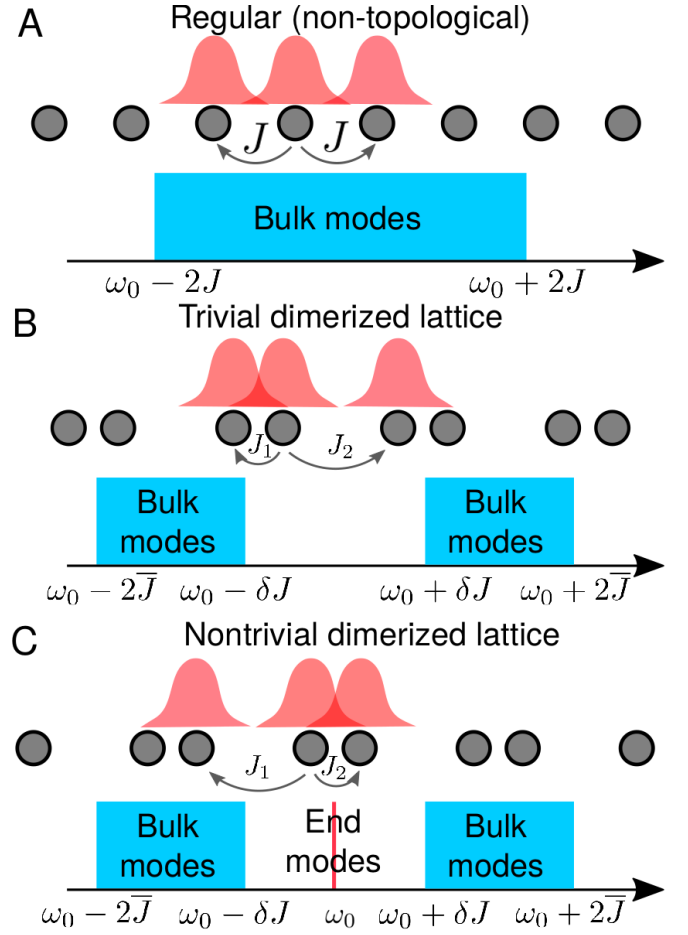 A
Regular (non-topological)
J J
Bulk modes
ω₀ − 2J ω₀ + 2J
B
Trivial dimerized lattice
J₁ J₂
Bulk modes
Bulk modes
ω₀ − 2J̅ ω₀ − δJ ω₀ + δJ ω₀ + 2J̅
C
Nontrivial dimerized lattice
J₁ J₂
Bulk modes
End modes
Bulk modes
ω₀ − 2J̅ ω₀ − δJ ω₀ ω₀ + δJ ω₀ + 2J̅